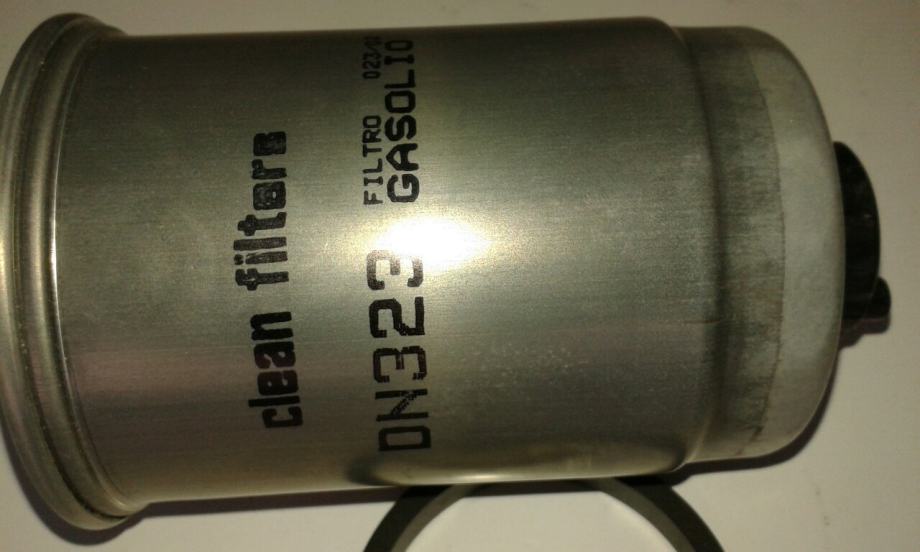 clean filters
DN323 FILTRO
GASOLIO